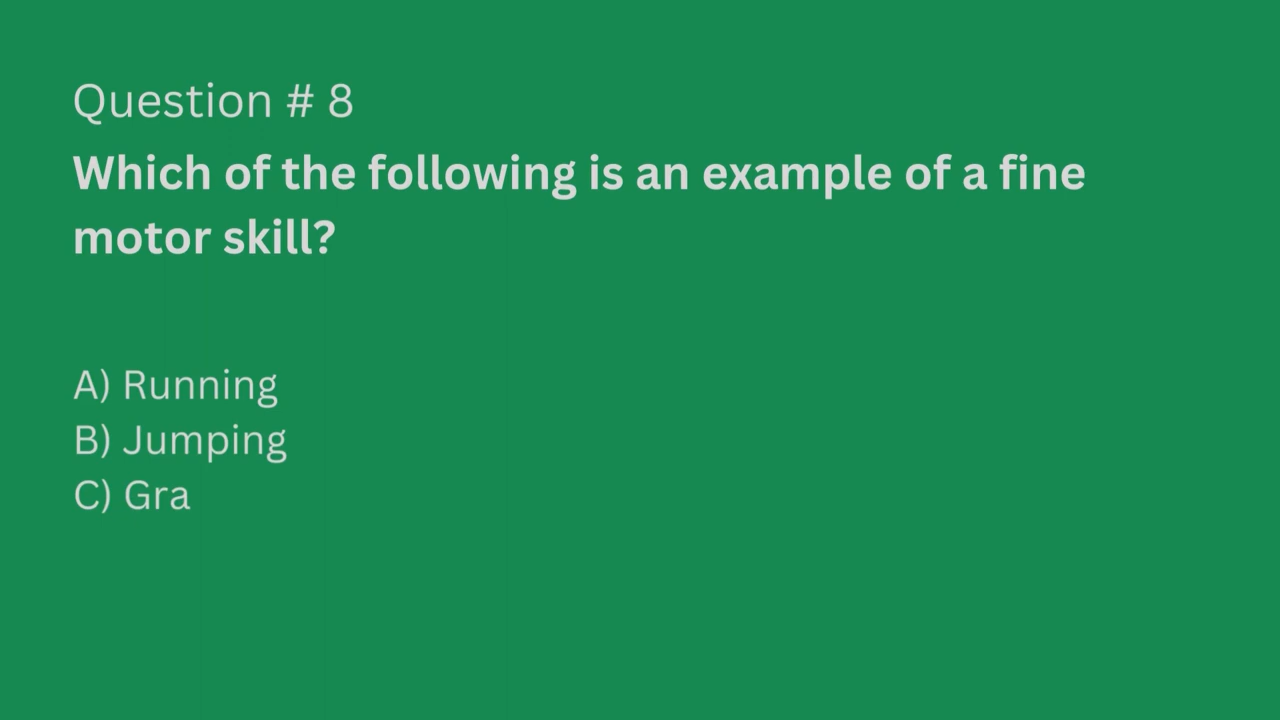 Question # 8
Which of the following is an example of a fine
motor skill?
A) Running
B) Jumping
C) Gra